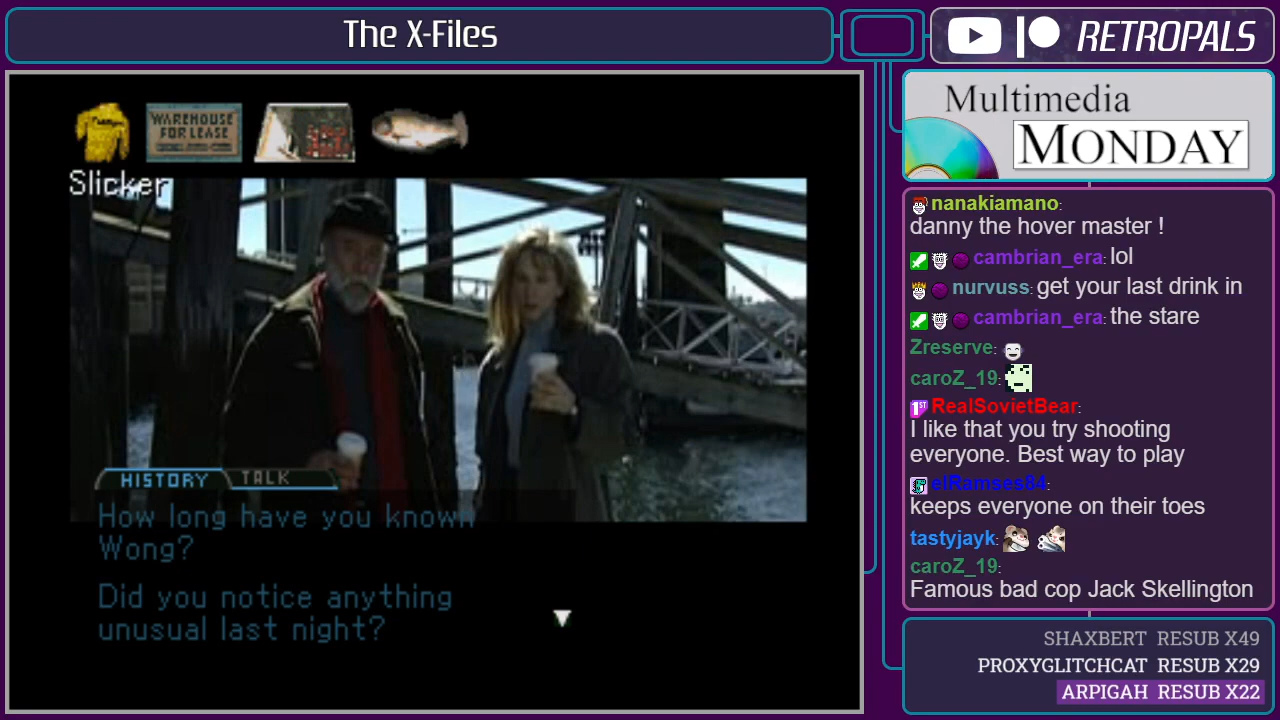 The X-Files
RETROPALS
Multimedia
MONDAY
WAREHOUSE
FOR LEASE
Slicker
HISTORY
TALK
How long have you known
Wong?
Did you notice anything
unusual last night?
nanakiamano:
danny the hover master !
cambrian_era: lol
nurvuss: get your last drink in
cambrian_era: the stare
Zreserve:
caroZ_19:
1ST RealSovietBear:
I like that you try shooting
everyone. Best way to play
elRamses84:
keeps everyone on their toes
tastyjayk:
caroZ_19:
Famous bad cop Jack Skellington
SHAXBERT RESUB X49
PROXYGLITCHCAT RESUB X29
ARPIGAH RESUB X22